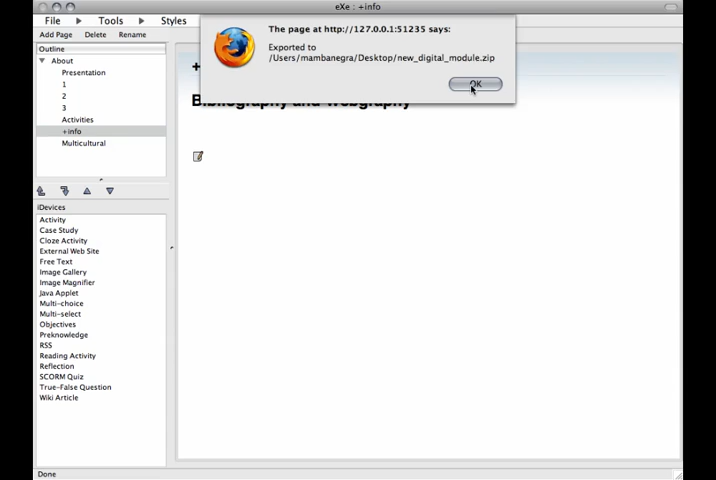 eXe : +info
File Tools Styles
Add Page Delete Rename
Outline
About
Presentation
1
2
3
Activities
+info
Multicultural
iDevices
Activity
Case Study
Cloze Activity
External Web Site
Free Text
Image Gallery
Image Magnifier
Java Applet
Multi-choice
Multi-select
Objectives
Preknowledge
RSS
Reading Activity
Reflection
SCORM Quiz
True-False Question
Wiki Article
The page at http://127.0.0.1:51235 says:
Exported to
/Users/mambanegra/Desktop/new_digital_module.zip
OK
+
Bibliography and Webgraphy
Done